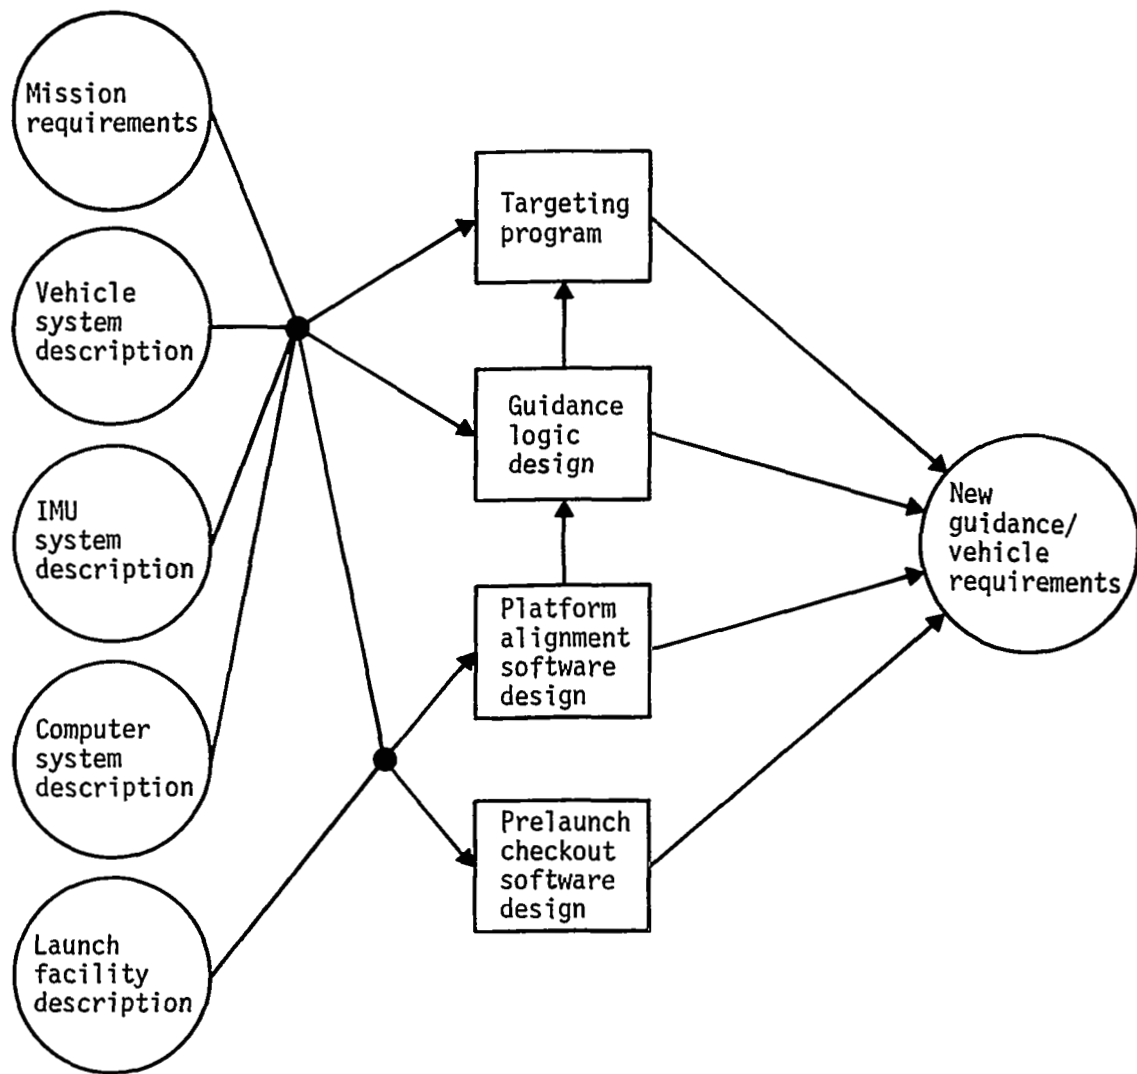 Mission
requirements
Vehicle
system
description
IMU
system
description
Computer
system
description
Launch
facility
description
Targeting
program
Guidance
logic
design
Platform
alignment
software
design
Prelaunch
checkout
software
design
New
guidance/
vehicle
requirements